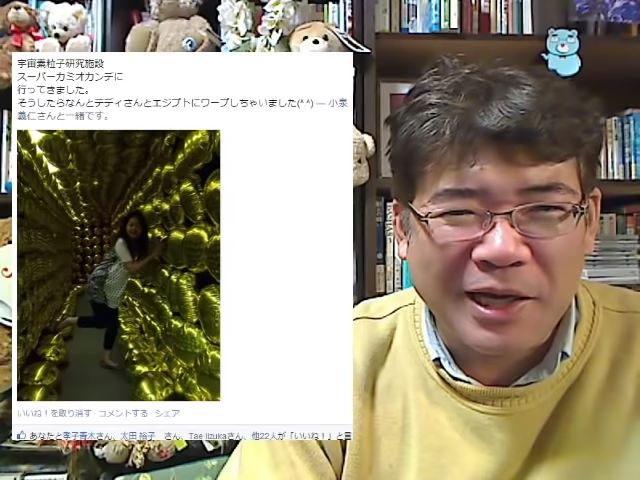 宇宙素粒子研究施設
スーパーカミオカンデに
行ってきました。
そうしたらなんとテディさんとエジプトにワープしちゃいました(^ ^) — 小泉
義仁さんと一緒です。
いいね！を取り消す · コメントする · シェア
あなたと李子青木さん、太田 裕子 さん、Tae Iizukaさん、他22人が「いいね！」と言